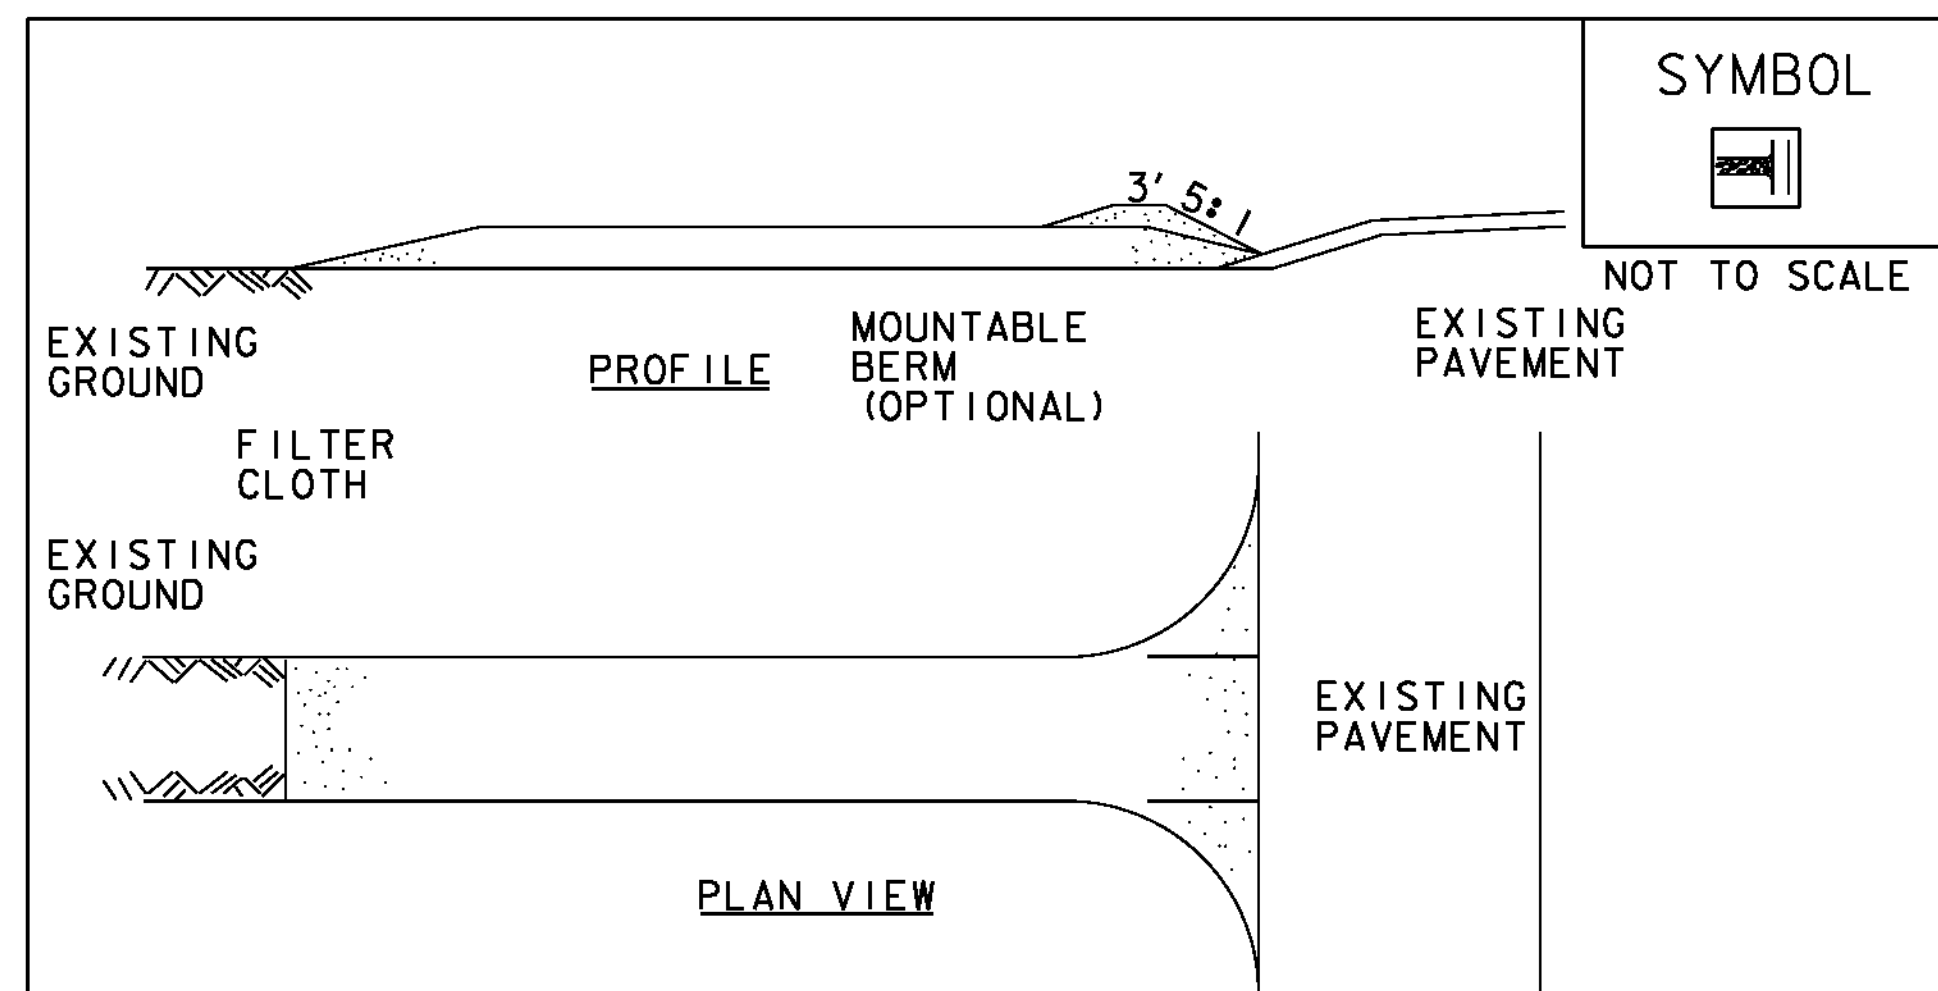 SYMBOL
3' 5:1
NOT TO SCALE
EXISTING
GROUND
PROFILE
MOUNTABLE
BERM
(OPTIONAL)
EXISTING
PAVEMENT
FILTER
CLOTH
EXISTING
GROUND
EXISTING
PAVEMENT
PLAN VIEW